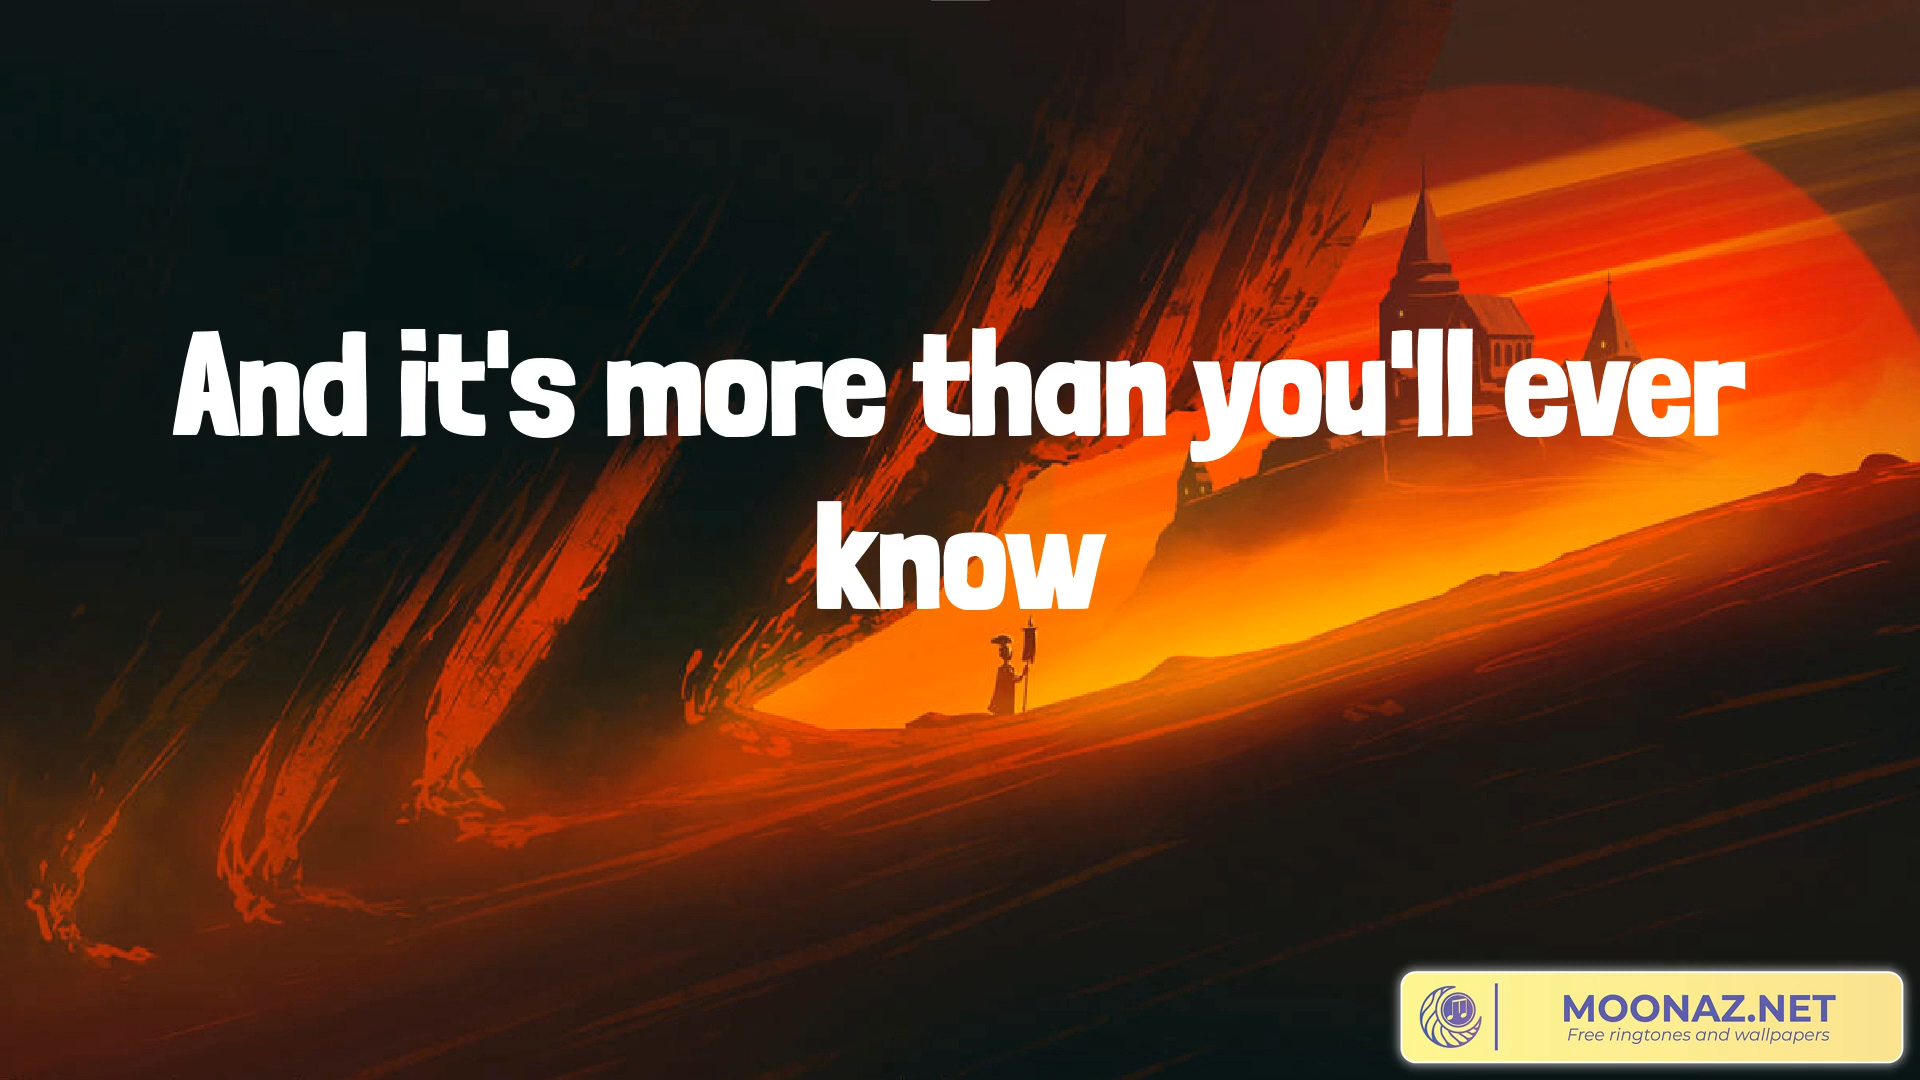 And it's more than you'll ever
know
MOONAZ.NET
Free ringtones and wallpapers